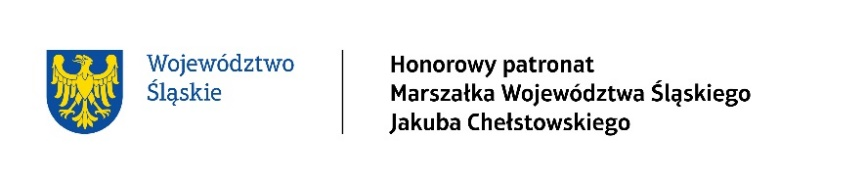 Województwo
Śląskie
Honorowy patronat
Marszałka Województwa Śląskiego
Jakuba Chełstowskiego